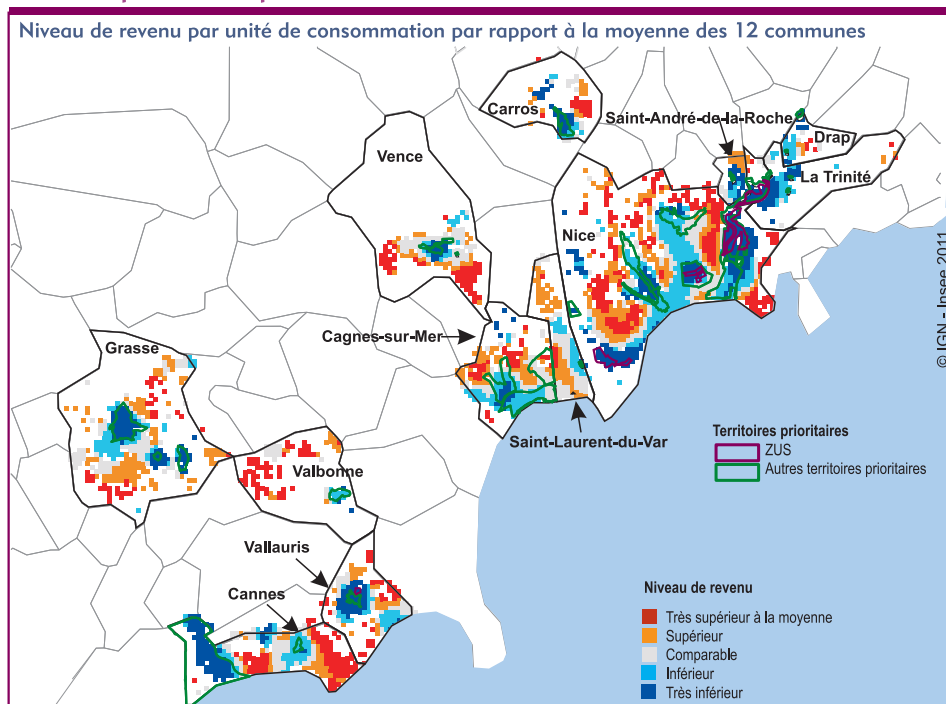 Niveau de revenu par unité de consommation par rapport à la moyenne des 12 communes
Carros
Saint-André-de-la-Roche
Drap
Vence
La Trinité
Nice
Cagnes-sur-Mer
Grasse
Saint-Laurent-du-Var
Valbonne
Vallauris
Cannes
© IGN - Insee 2011
Territoires prioritaires
ZUS
Autres territoires prioritaires
Niveau de revenu
Très supérieur à la moyenne
Supérieur
Comparable
Inférieur
Très inférieur